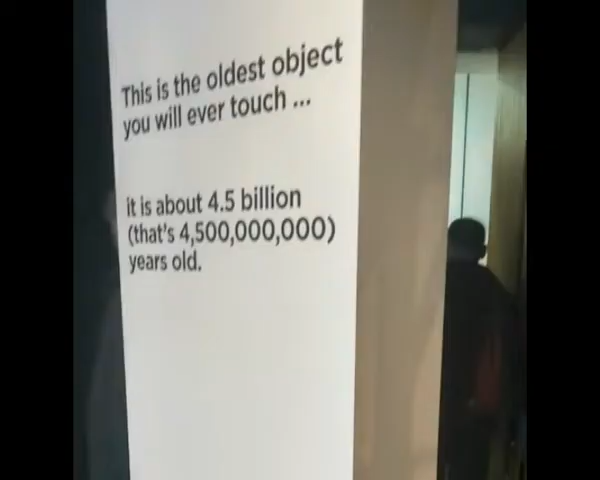 This is the oldest object
you will ever touch ...
it is about 4.5 billion
(that's 4,500,000,000)
years old.